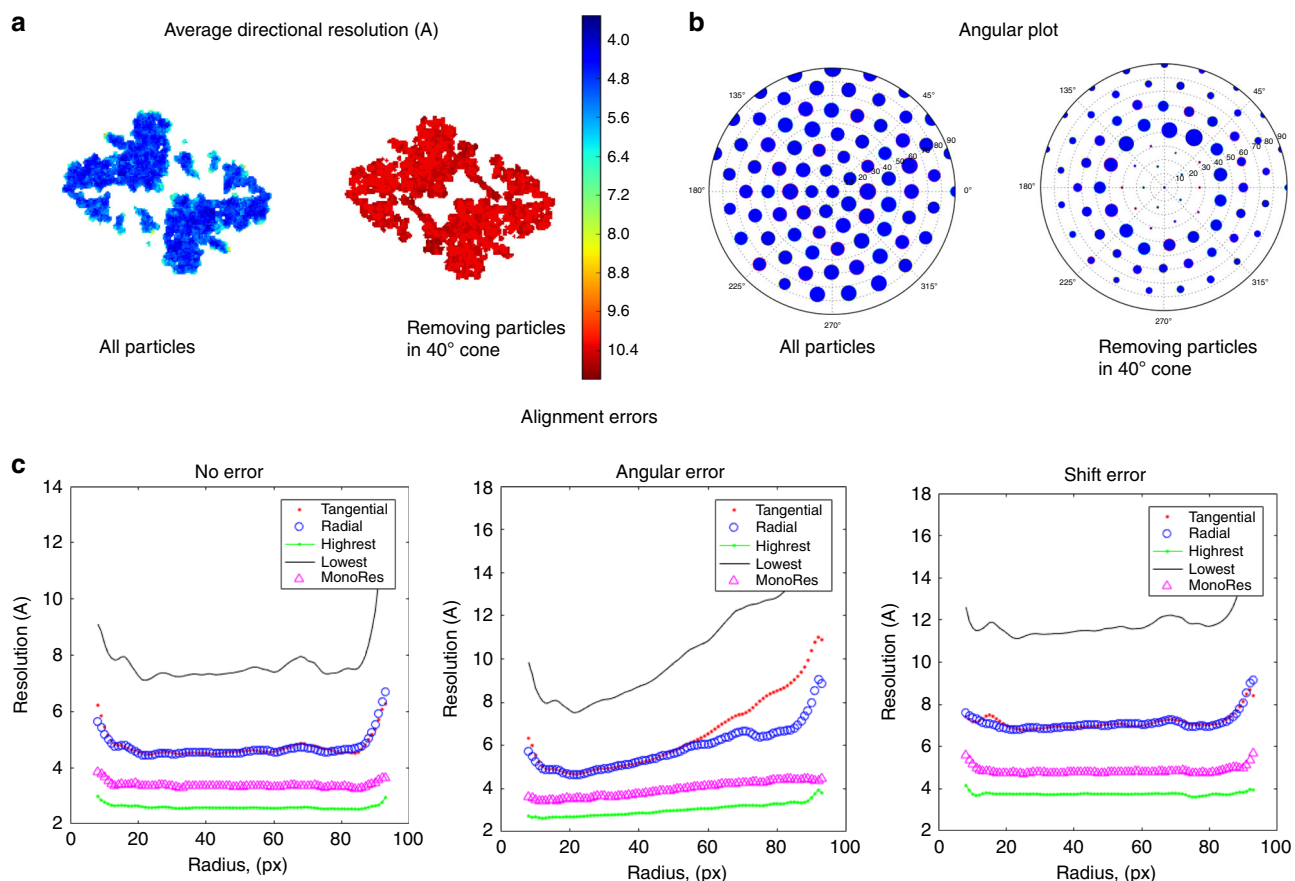 a
Average directional resolution (A)
4.0
4.8
5.6
6.4
7.2
8.0
8.8
9.6
10.4
All particles
Removing particles
in 40° cone
b
Angular plot
135°
45°
180°
0°
225°
315°
270°
10
20
30
40
50
60
70
80
90
All particles
135°
45°
180°
225°
315°
270°
10
20
30
40
50
60
70
80
90
Removing particles
in 40° cone
Alignment errors
c
No error
14
12
10
8
6
4
2
0
20
40
60
80
100
Resolution (A)
Radius, (px)
Tangential
Radial
Highrest
Lowest
MonoRes
Angular error
18
16
14
12
10
8
6
4
2
0
20
40
60
80
100
Resolution (A)
Radius, (px)
Tangential
Radial
Highrest
Lowest
MonoRes
Shift error
18
16
14
12
10
8
6
4
2
0
20
40
60
80
100
Resolution (A)
Radius, (px)
Tangential
Radial
Highrest
Lowest
MonoRes